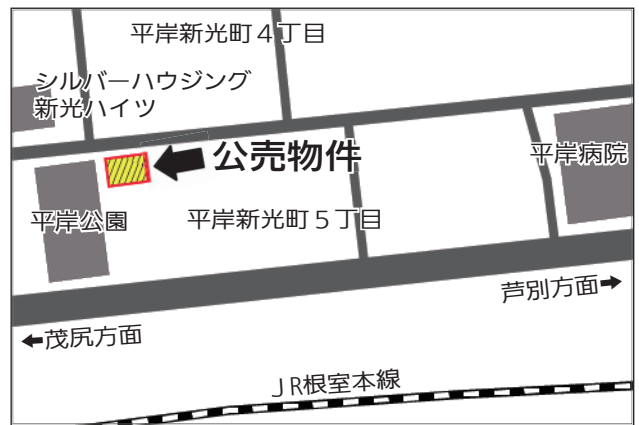 平岸新光町４丁目
シルバーハウジング
新光ハイツ
公売物件
平岸病院
平岸公園
平岸新光町５丁目
芦別方面➡
⬅茂尻方面
ＪＲ根室本線